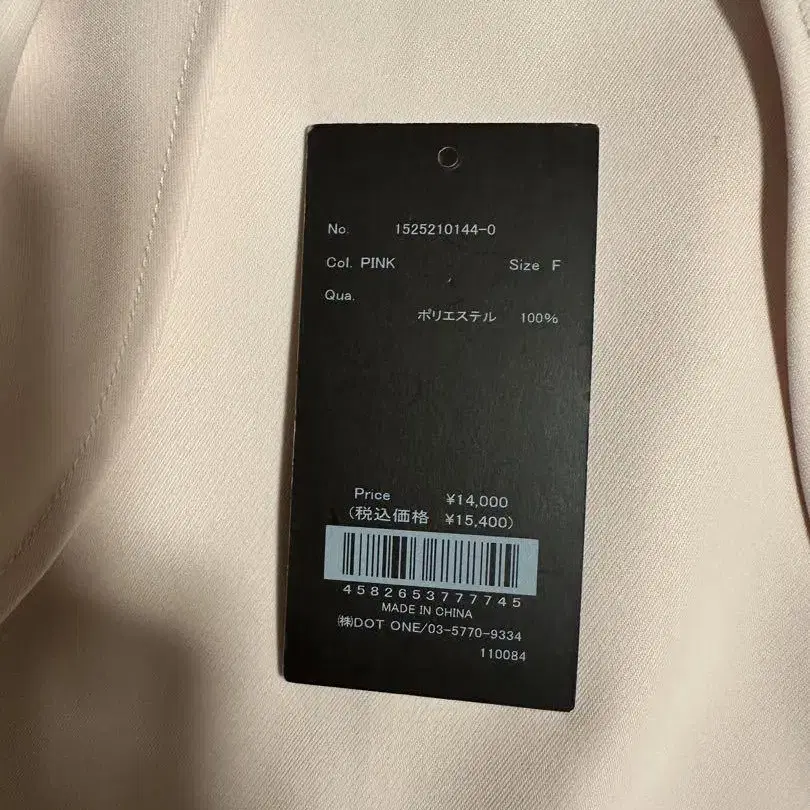 No. 1525210144-0
Col. PINK Size F
Qua.
ポリエステル 100%
Price ¥14,000
(税込価格 ¥15,400)
4582653777745
MADE IN CHINA
㈱DOT ONE/03-5770-9334
110084